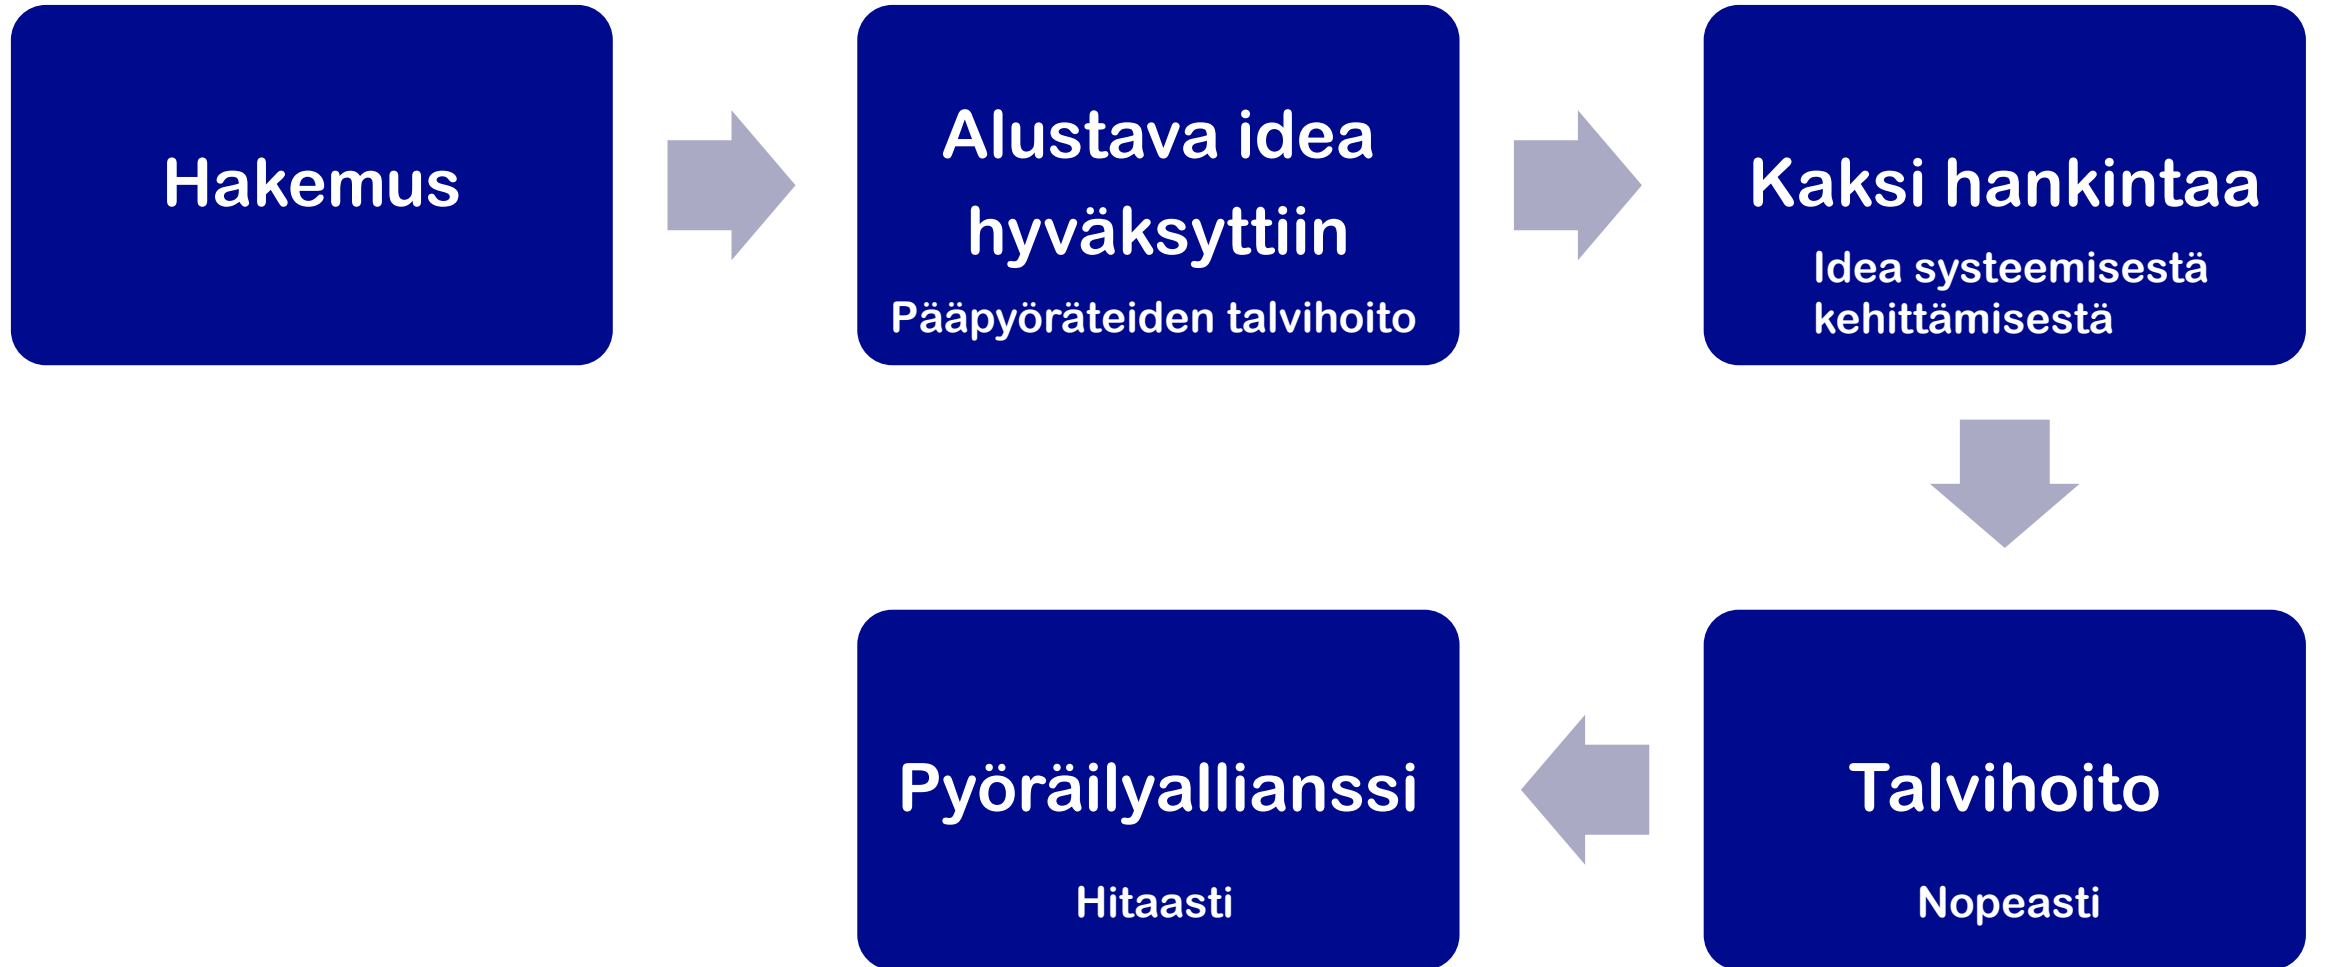 Hakemus
Alustava idea
hyväksyttiin
Pääpyöräteiden talvihoito
Kaksi hankintaa
Idea systeemisestä
kehittämisestä
Talvihoito
Nopeasti
Pyöräilyallianssi
Hitaasti